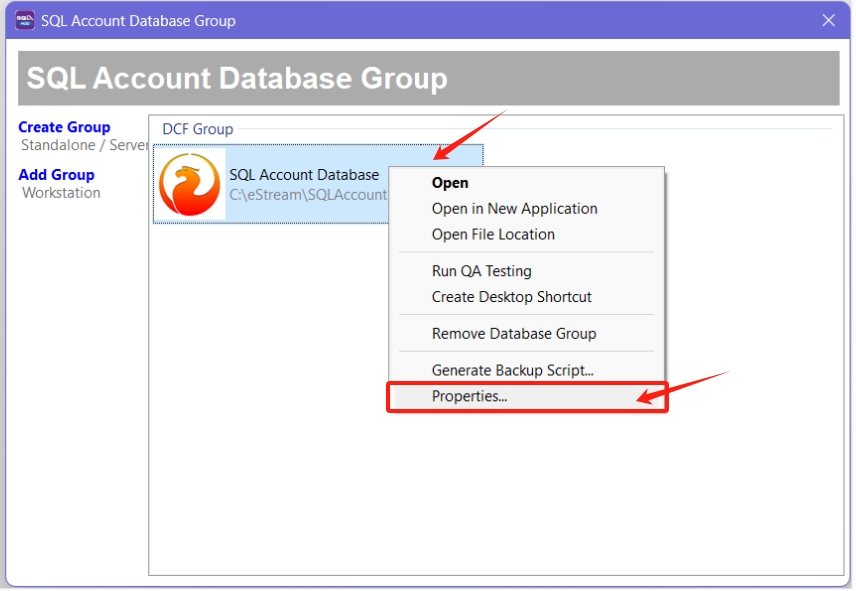 SQL Account Database Group
SQL Account Database Group
Create Group
Standalone / Server
Add Group
Workstation
DCF Group
SQL Account Database
C:\eStream\SQLAccount
Open
Open in New Application
Open File Location
Run QA Testing
Create Desktop Shortcut
Remove Database Group
Generate Backup Script...
Properties...